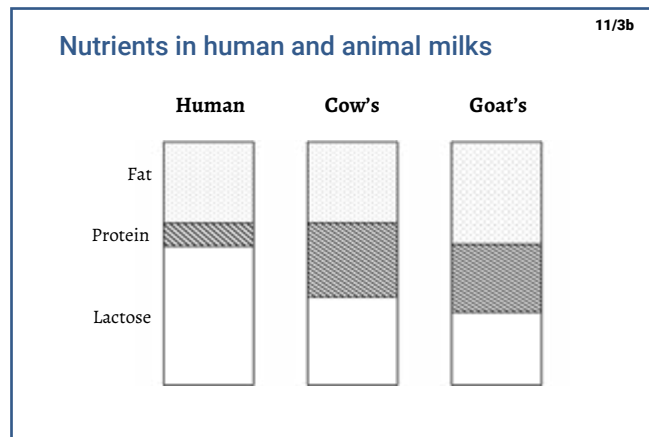 11/3b
Nutrients in human and animal milks
Human Cow’s Goat’s
Fat
Protein
Lactose